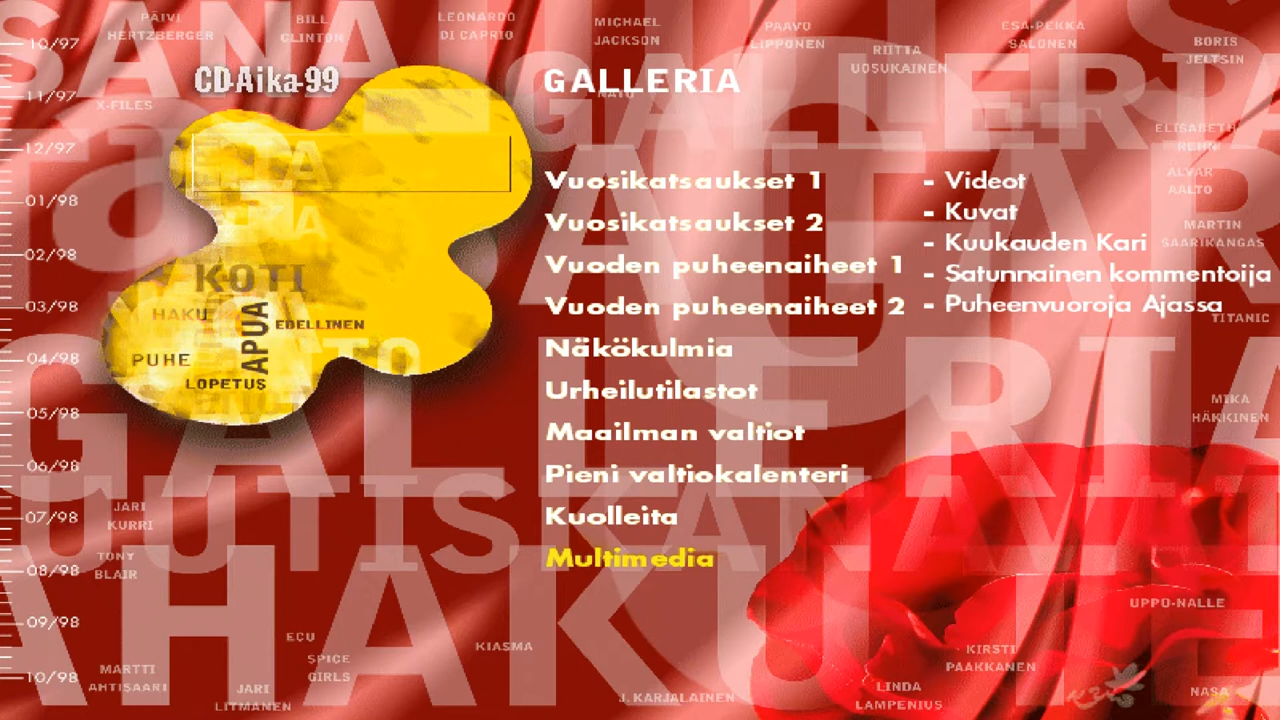 PÄIVI
HERTZBERGER
BILL
CLINTON
LEONARDO
DI CAPRIO
MICHAEL
JACKSON
PAAVO
LIPPONEN
RIITTA
UOSUKAINEN
ESA-PEKKA
SALONEN
BORIS
JELTSIN
10/97
11/97
12/97
01/98
02/98
03/98
04/98
05/98
06/98
07/98
08/98
09/98
10/98
X-FILES
CDAika-99
GALLERIA
NATO
GALLERIA
ELISABETH
REHN
ALVAR
AALTO
MARTIN
SAARIKANGAS
TITANIC
MIKA
HÄKKINEN
KOTI
HAKU
APUA
EDELLINEN
PUHE
LOPETUS
Vuosikatsaukset 1
Vuosikatsaukset 2
Vuoden puheenaiheet 1
Vuoden puheenaiheet 2
Näkökulmia
Urheilutilastot
Maailman valtiot
Pieni valtiokalenteri
Kuolleita
Multimedia
- Videot
- Kuvat
- Kuukauden Kari
- Satunnainen kommentoija
- Puheenvuoroja Ajassa
GALLERIA
JARI
KURRI
TONY
BLAIR
ECU
SPICE
GIRLS
KIASMA
MARTTI
AHTISAARI
JARI
LITMANEN
J.KARJALAINEN
UPPO-NALLE
KIRSTI
PAAKKANEN
LINDA
LAMPENIUS
NASA